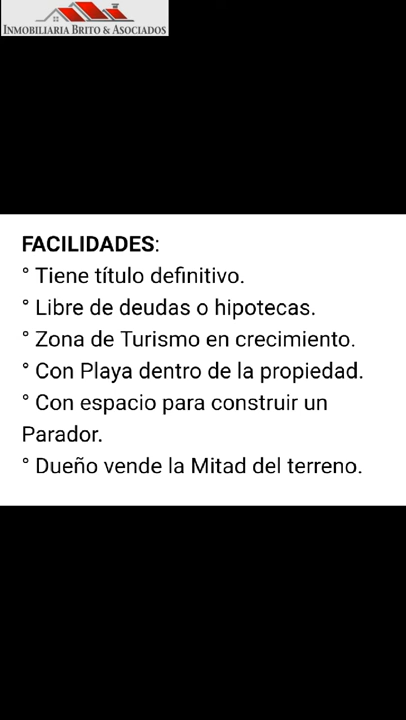 INMOBILIARIA BRITO & ASOCIADOS
FACILIDADES:
° Tiene título definitivo.
° Libre de deudas o hipotecas.
° Zona de Turismo en crecimiento.
° Con Playa dentro de la propiedad.
° Con espacio para construir un
Parador.
° Dueño vende la Mitad del terreno.